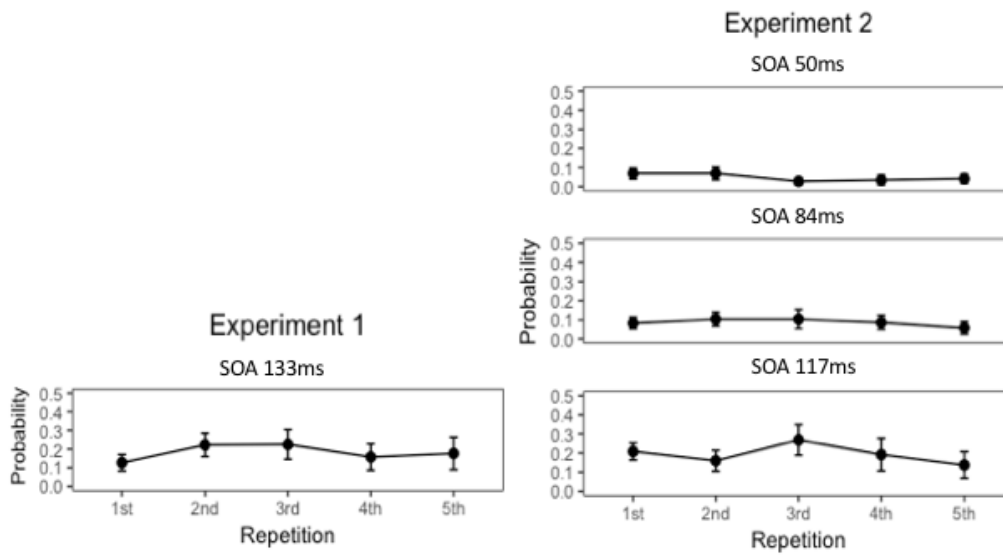 Experiment 2
SOA 50ms
0.5
0.4
0.3
0.2
0.1
0.0
SOA 84ms
Probability
0.5
0.4
0.3
0.2
0.1
0.0
SOA 117ms
0.5
0.4
0.3
0.2
0.1
0.0
1st 2nd 3rd 4th 5th
Repetition
Experiment 1
SOA 133ms
Probability
0.5
0.4
0.3
0.2
0.1
0.0
1st 2nd 3rd 4th 5th
Repetition